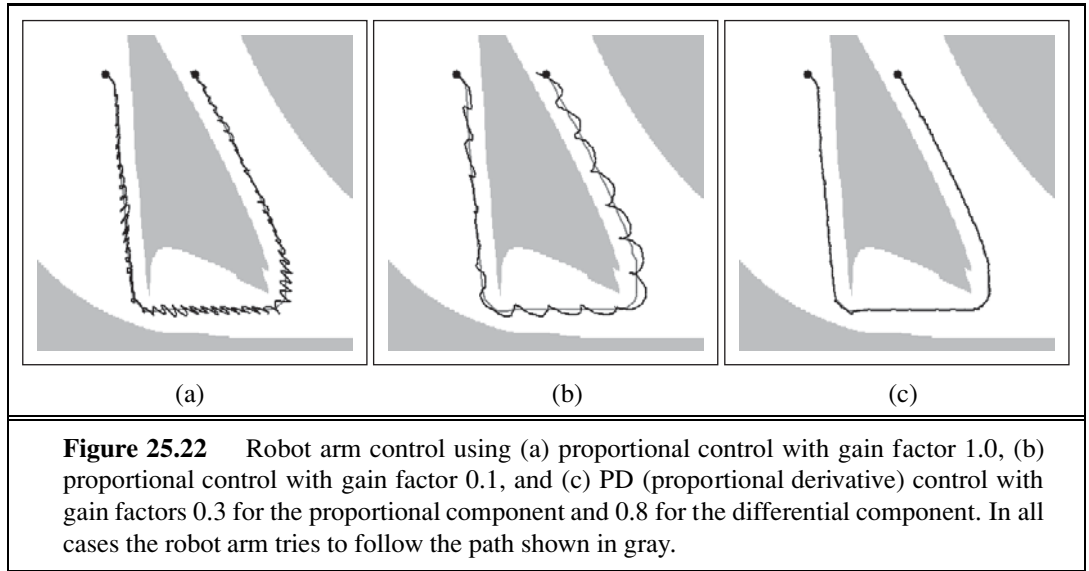 (a) (b) (c)
Figure 25.22 Robot arm control using (a) proportional control with gain factor 1.0, (b)
proportional control with gain factor 0.1, and (c) PD (proportional derivative) control with
gain factors 0.3 for the proportional component and 0.8 for the differential component. In all
cases the robot arm tries to follow the path shown in gray.